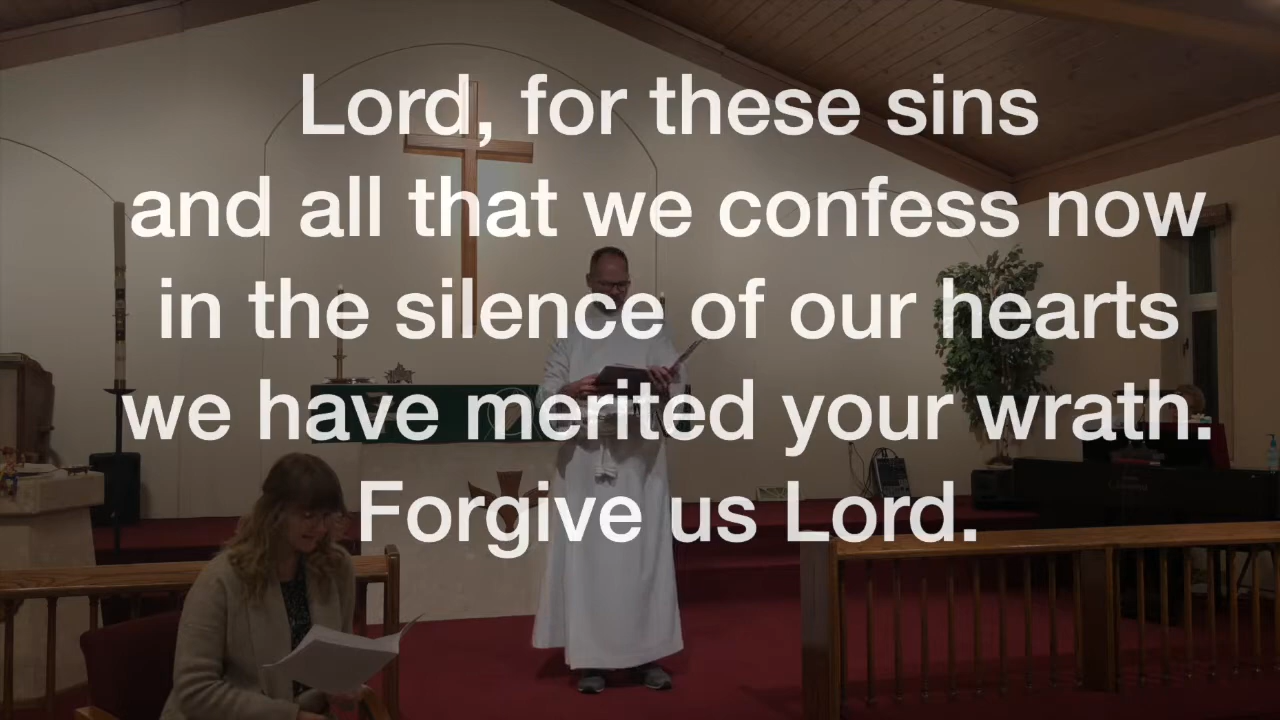 Lord, for these sins
and all that we confess now
in the silence of our hearts
we have merited your wrath.
Forgive us Lord.